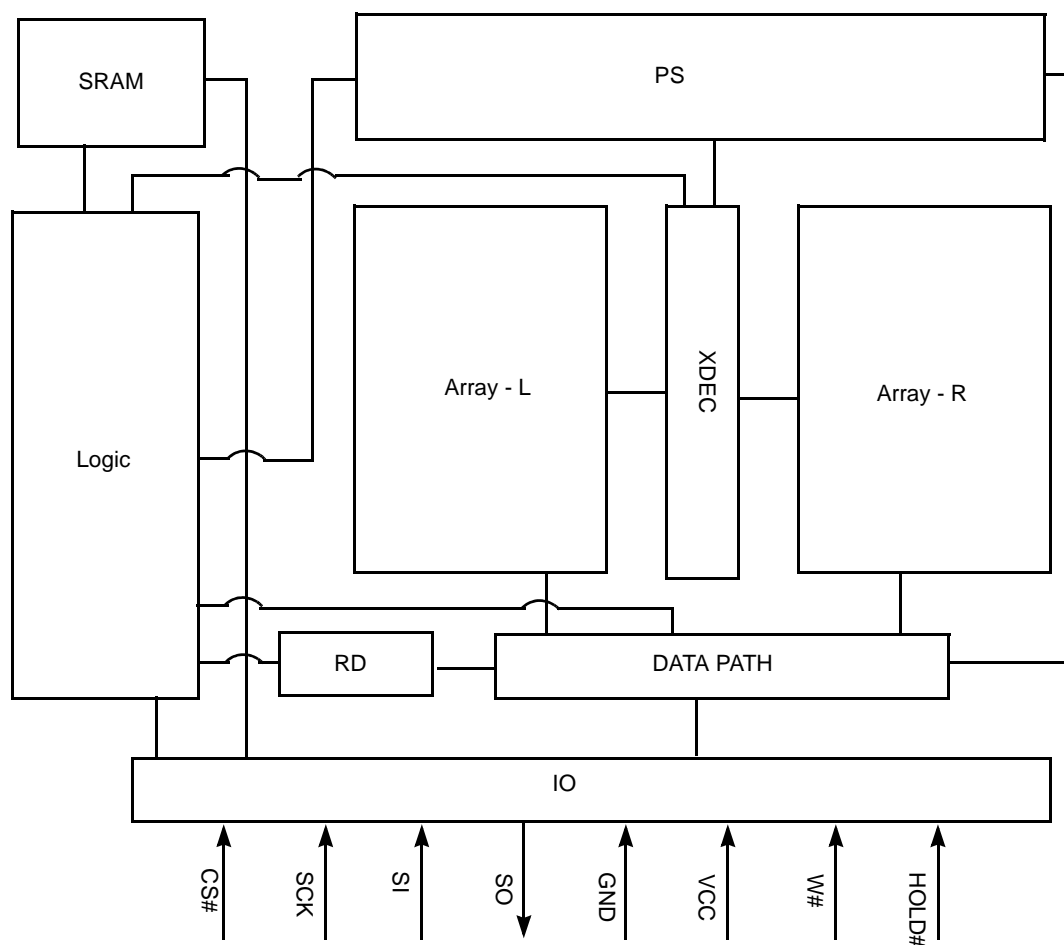 SRAM
PS
Array - L
XDEC
Array - R
Logic
RD
DATA PATH
IO
CS#
SCK
SI
SO
GND
VCC
W#
HOLD#